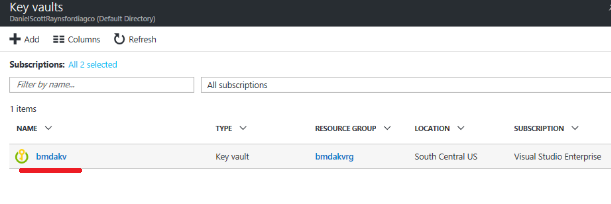 Key vaults
DanielScottRaynsfordiagco (Default Directory)
Add Columns Refresh
Subscriptions: All 2 selected
Filter by name... All subscriptions
1 items
NAME TYPE RESOURCE GROUP LOCATION SUBSCRIPTION
bmdakv Key vault bmdakvrg South Central US Visual Studio Enterprise